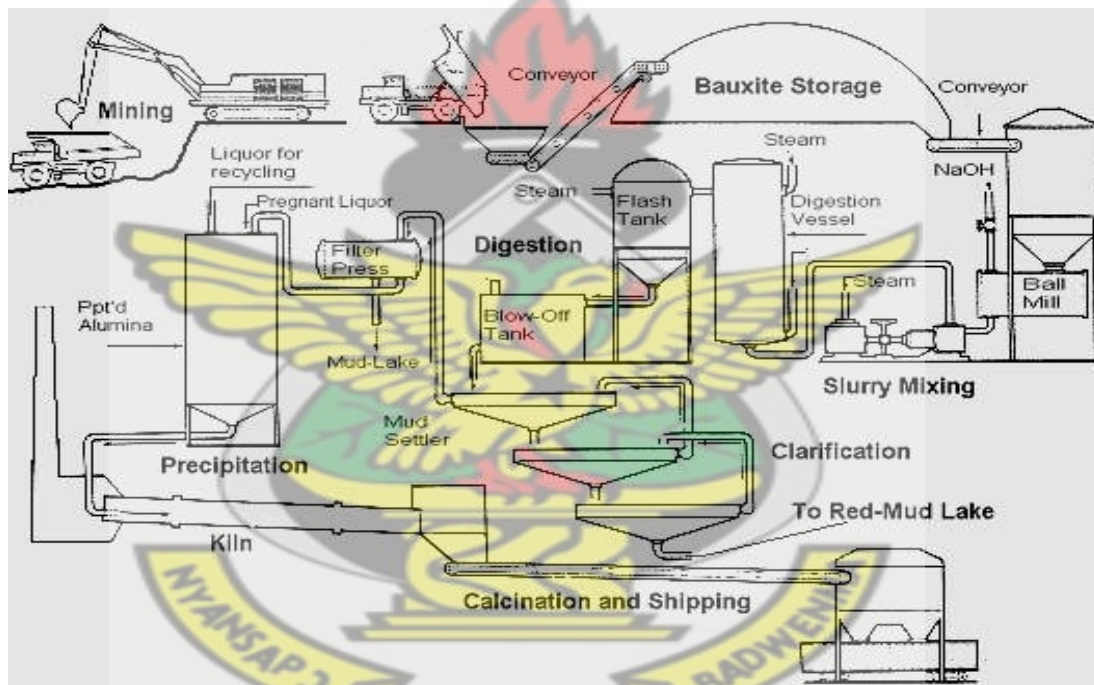 Mining
Conveyor
Bauxite Storage
Conveyor
Liquor for
recycling
Pregnant Liquor
Steam
Flash
Tank
Steam
NaOH
Digestion
Vessel
Digestion
Filter
Press
Ppt'd
Alumina
Blow-Off
Tank
Steam
Ball
Mill
Mud-Lake
Slurry Mixing
Mud
Settler
Precipitation
Clarification
To Red-Mud Lake
Kiln
Calcination and Shipping
NYANSAP
BADWENMA